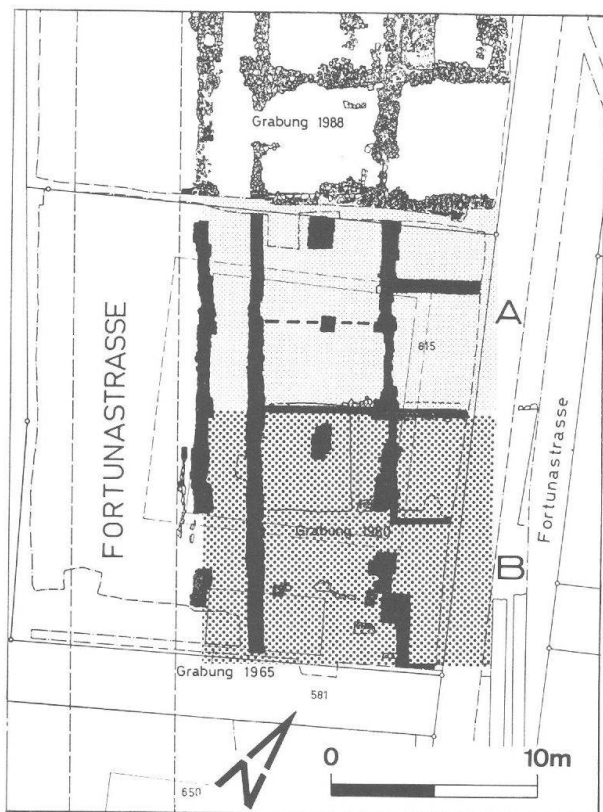 Grabung 1988
A
615
FORTUNASTRASSE
Fortunastrasse
Grabung 1980
B
Grabung 1965
581
N
0 10m
650